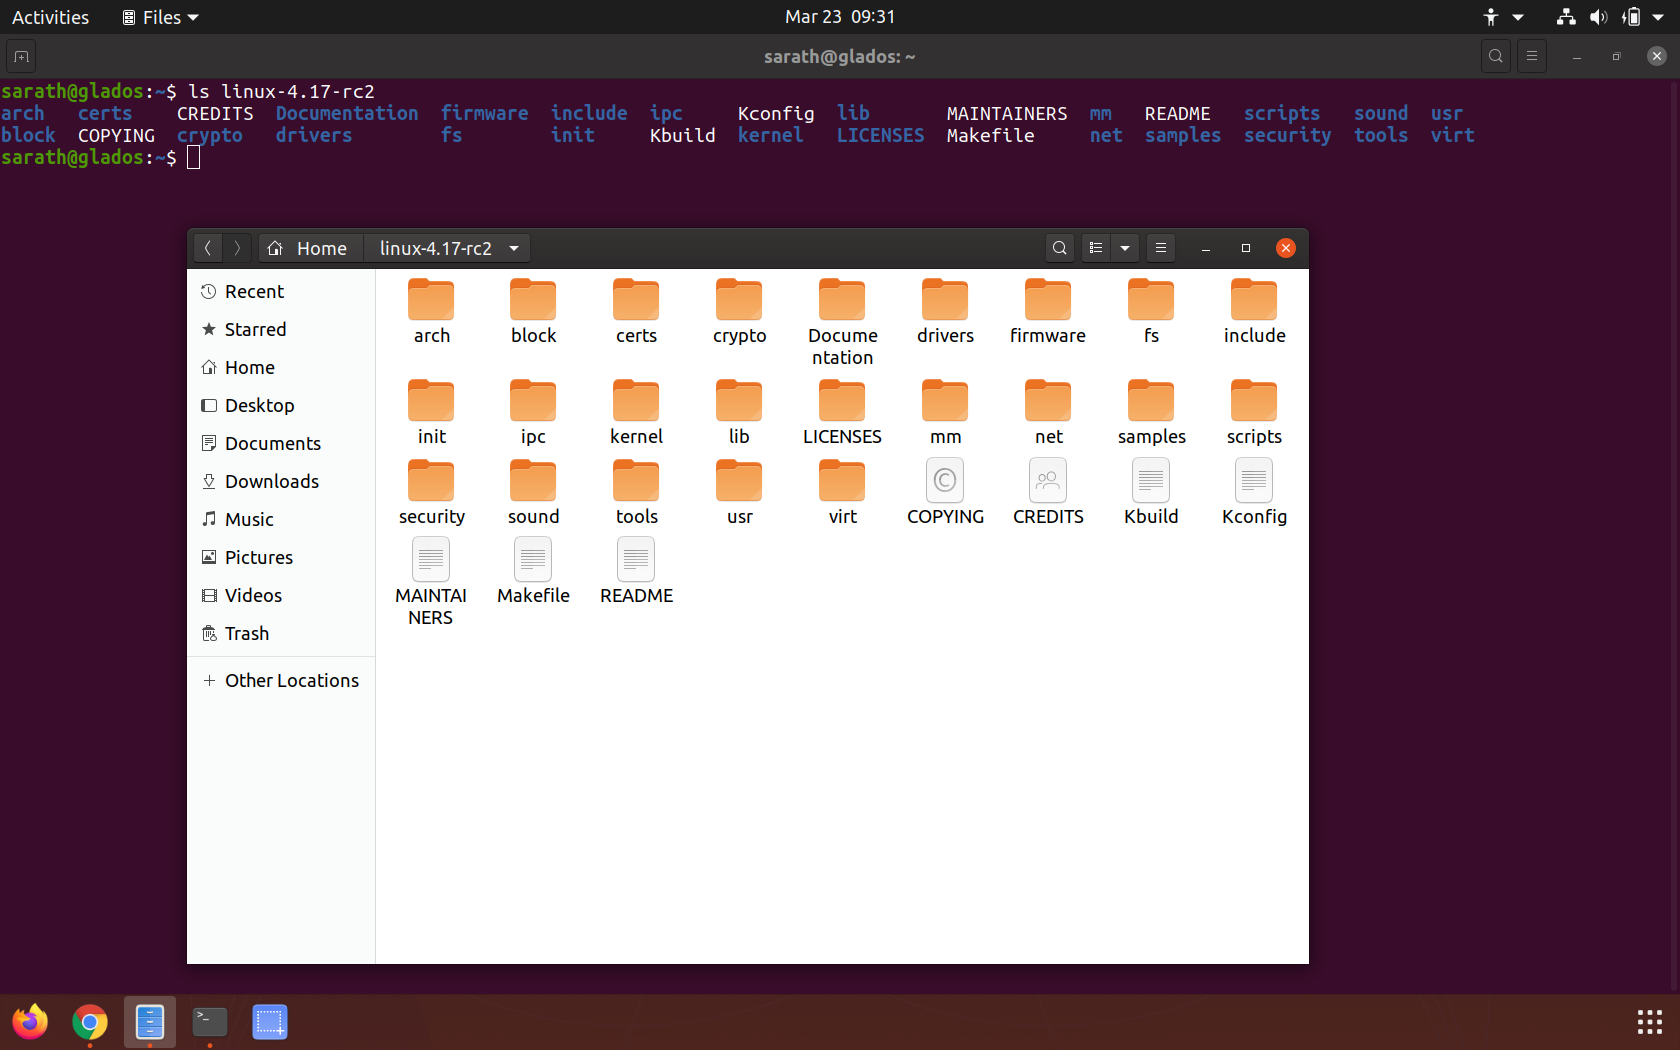 Activities Files Mar 23 09:31
sarath@glados: ~
sarath@glados:~$ ls linux-4.17-rc2
arch certs CREDITS Documentation firmware include ipc Kconfig lib MAINTAINERS mm README scripts sound usr
block COPYING crypto drivers fs init Kbuild kernel LICENSES Makefile net samples security tools virt
sarath@glados:~$
Home linux-4.17-rc2
Recent
Starred
Home
Desktop
Documents
Downloads
Music
Pictures
Videos
Trash
Other Locations
arch block certs crypto Docume drivers firmware fs include
ntation
init ipc kernel lib LICENSES mm net samples scripts
security sound tools usr virt COPYING CREDITS Kbuild Kconfig
MAINTAI Makefile README
NERS